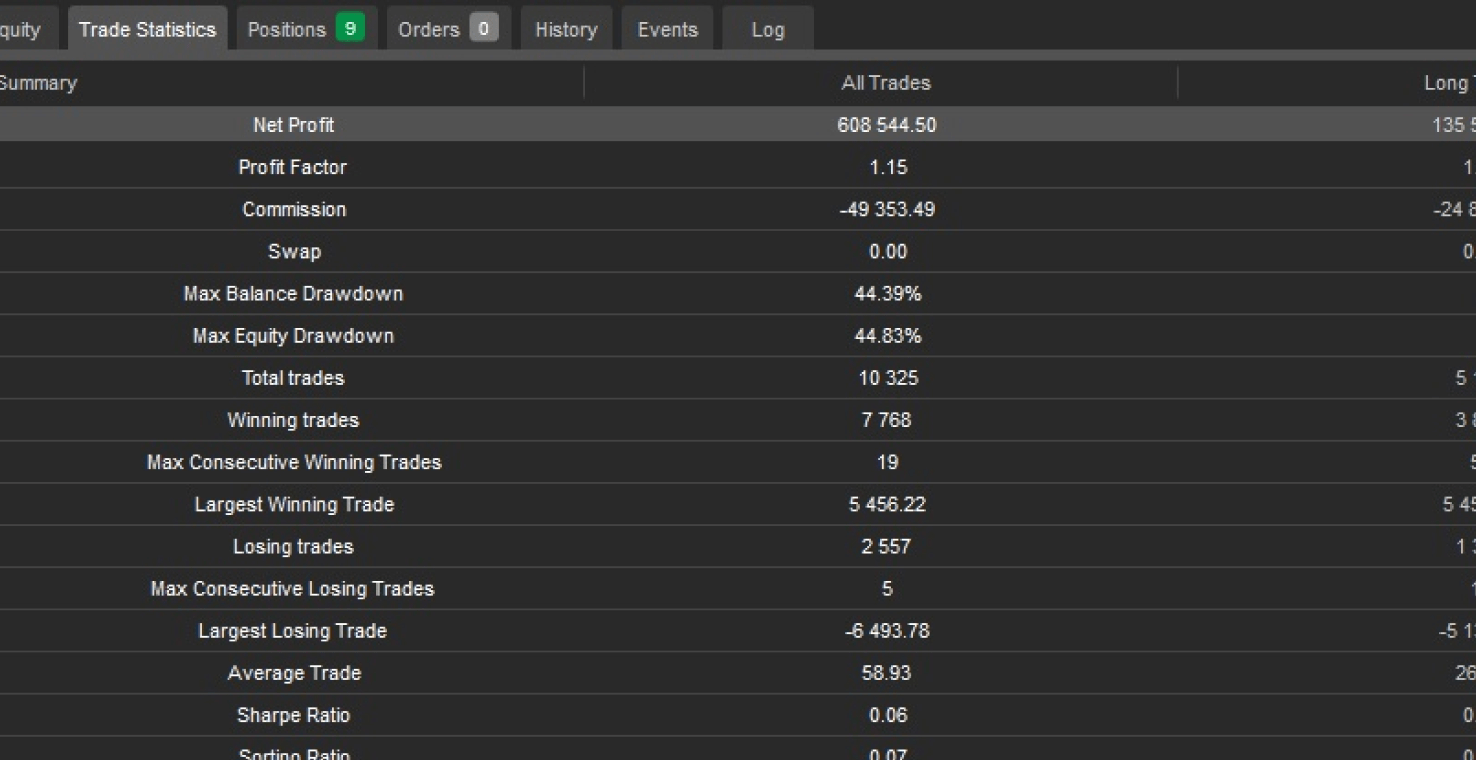 quity Trade Statistics Positions 9 Orders 0 History Events Log
Summary All Trades Long
Net Profit 608 544.50 135 5
Profit Factor 1.15 1.
Commission -49 353.49 -24 8
Swap 0.00 0.
Max Balance Drawdown 44.39%
Max Equity Drawdown 44.83%
Total trades 10 325 5 1
Winning trades 7 768 3 8
Max Consecutive Winning Trades 19 5
Largest Winning Trade 5 456.22 5 45
Losing trades 2 557 1 3
Max Consecutive Losing Trades 5 1
Largest Losing Trade -6 493.78 -5 13
Average Trade 58.93 26
Sharpe Ratio 0.06 0.
Sortino Ratio 0.07 0